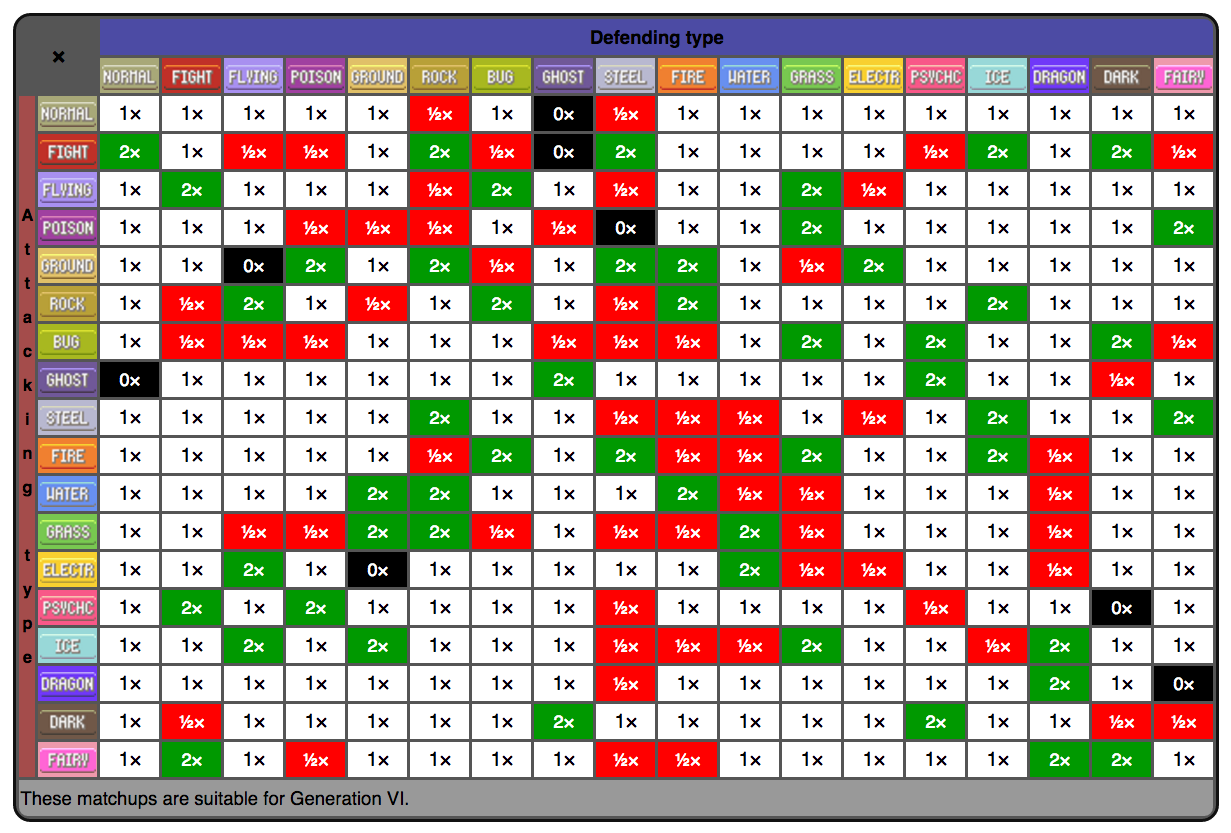 × Defending type
NORMAL FIGHT FLYING POISON GROUND ROCK BUG GHOST STEEL FIRE WATER GRASS ELECTR PSYCHC ICE DRAGON DARK FAIRY
Attacking type
NORMAL 1× 1× 1× 1× 1× ½× 1× 0× ½× 1× 1× 1× 1× 1× 1× 1× 1× 1×
FIGHT 2× 1× ½× ½× 1× 2× ½× 0× 2× 1× 1× 1× 1× ½× 2× 1× 2× ½×
FLYING 1× 2× 1× 1× 1× ½× 2× 1× ½× 1× 1× 2× ½× 1× 1× 1× 1× 1×
POISON 1× 1× 1× ½× ½× ½× 1× ½× 0× 1× 1× 2× 1× 1× 1× 1× 1× 2×
GROUND 1× 1× 0× 2× 1× 2× ½× 1× 2× 2× 1× ½× 2× 1× 1× 1× 1× 1×
ROCK 1× ½× 2× 1× ½× 1× 2× 1× ½× 2× 1× 1× 1× 1× 2× 1× 1× 1×
BUG 1× ½× ½× ½× 1× 1× 1× ½× ½× ½× 1× 2× 1× 2× 1× 1× 2× ½×
GHOST 0× 1× 1× 1× 1× 1× 1× 2× 1× 1× 1× 1× 1× 2× 1× 1× ½× 1×
STEEL 1× 1× 1× 1× 1× 2× 1× 1× ½× ½× ½× 1× ½× 1× 2× 1× 1× 2×
FIRE 1× 1× 1× 1× 1× ½× 2× 1× 2× ½× ½× 2× 1× 1× 2× ½× 1× 1×
WATER 1× 1× 1× 1× 2× 2× 1× 1× 1× 2× ½× ½× 1× 1× 1× ½× 1× 1×
GRASS 1× 1× ½× ½× 2× 2× ½× 1× ½× ½× 2× ½× 1× 1× 1× ½× 1× 1×
ELECTR 1× 1× 2× 1× 0× 1× 1× 1× 1× 1× 2× ½× ½× 1× 1× ½× 1× 1×
PSYCHC 1× 2× 1× 2× 1× 1× 1× 1× ½× 1× 1× 1× 1× ½× 1× 1× 0× 1×
ICE 1× 1× 2× 1× 2× 1× 1× 1× ½× ½× ½× 2× 1× 1× ½× 2× 1× 1×
DRAGON 1× 1× 1× 1× 1× 1× 1× 1× ½× 1× 1× 1× 1× 1× 1× 2× 1× 0×
DARK 1× ½× 1× 1× 1× 1× 1× 2× 1× 1× 1× 1× 1× 2× 1× 1× ½× ½×
FAIRY 1× 2× 1× ½× 1× 1× 1× 1× ½× ½× 1× 1× 1× 1× 1× 2× 2× 1×
These matchups are suitable for Generation VI.